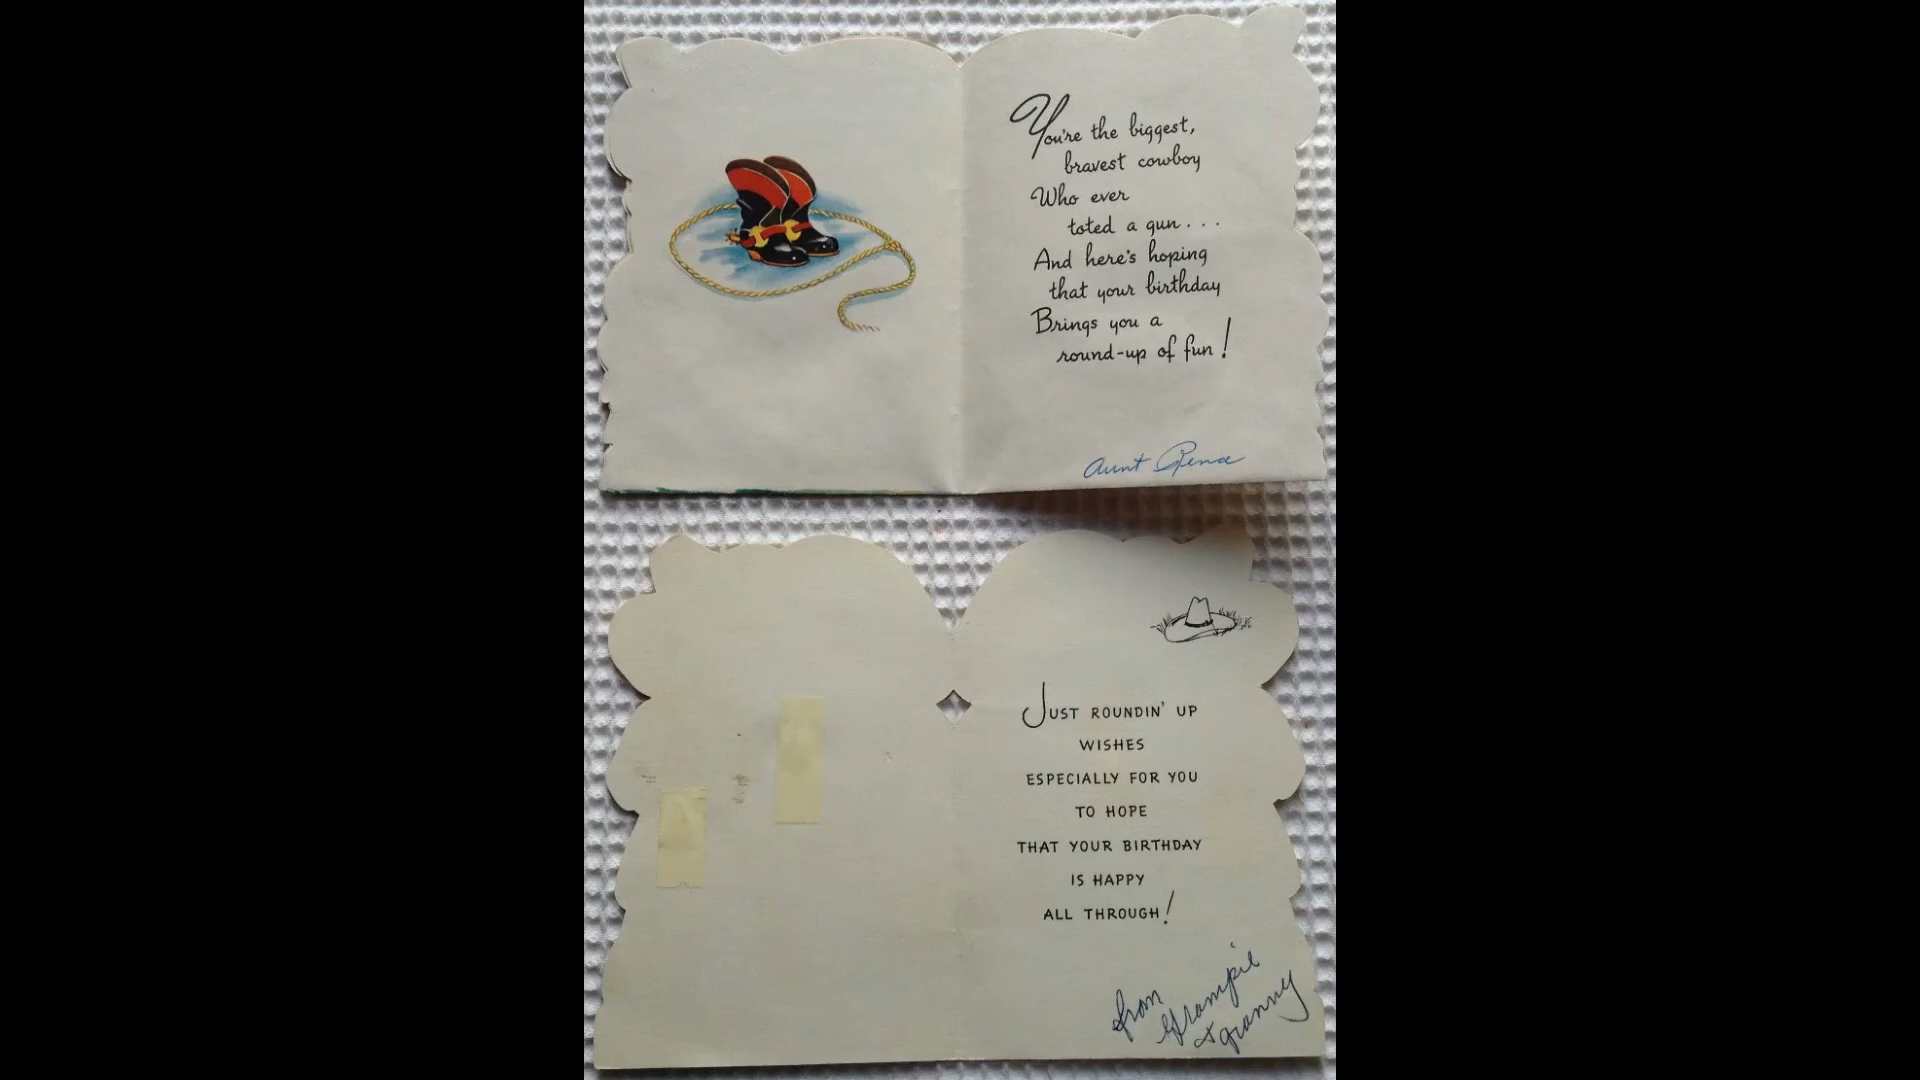 You're the biggest,
bravest cowboy
Who ever
toted a gun . . .
And here's hoping
that your birthday
Brings you a
round-up of fun!
Aunt Rena
JUST ROUNDIN' UP
WISHES
ESPECIALLY FOR YOU
TO HOPE
THAT YOUR BIRTHDAY
IS HAPPY
ALL THROUGH!
from
Grampie
& granny